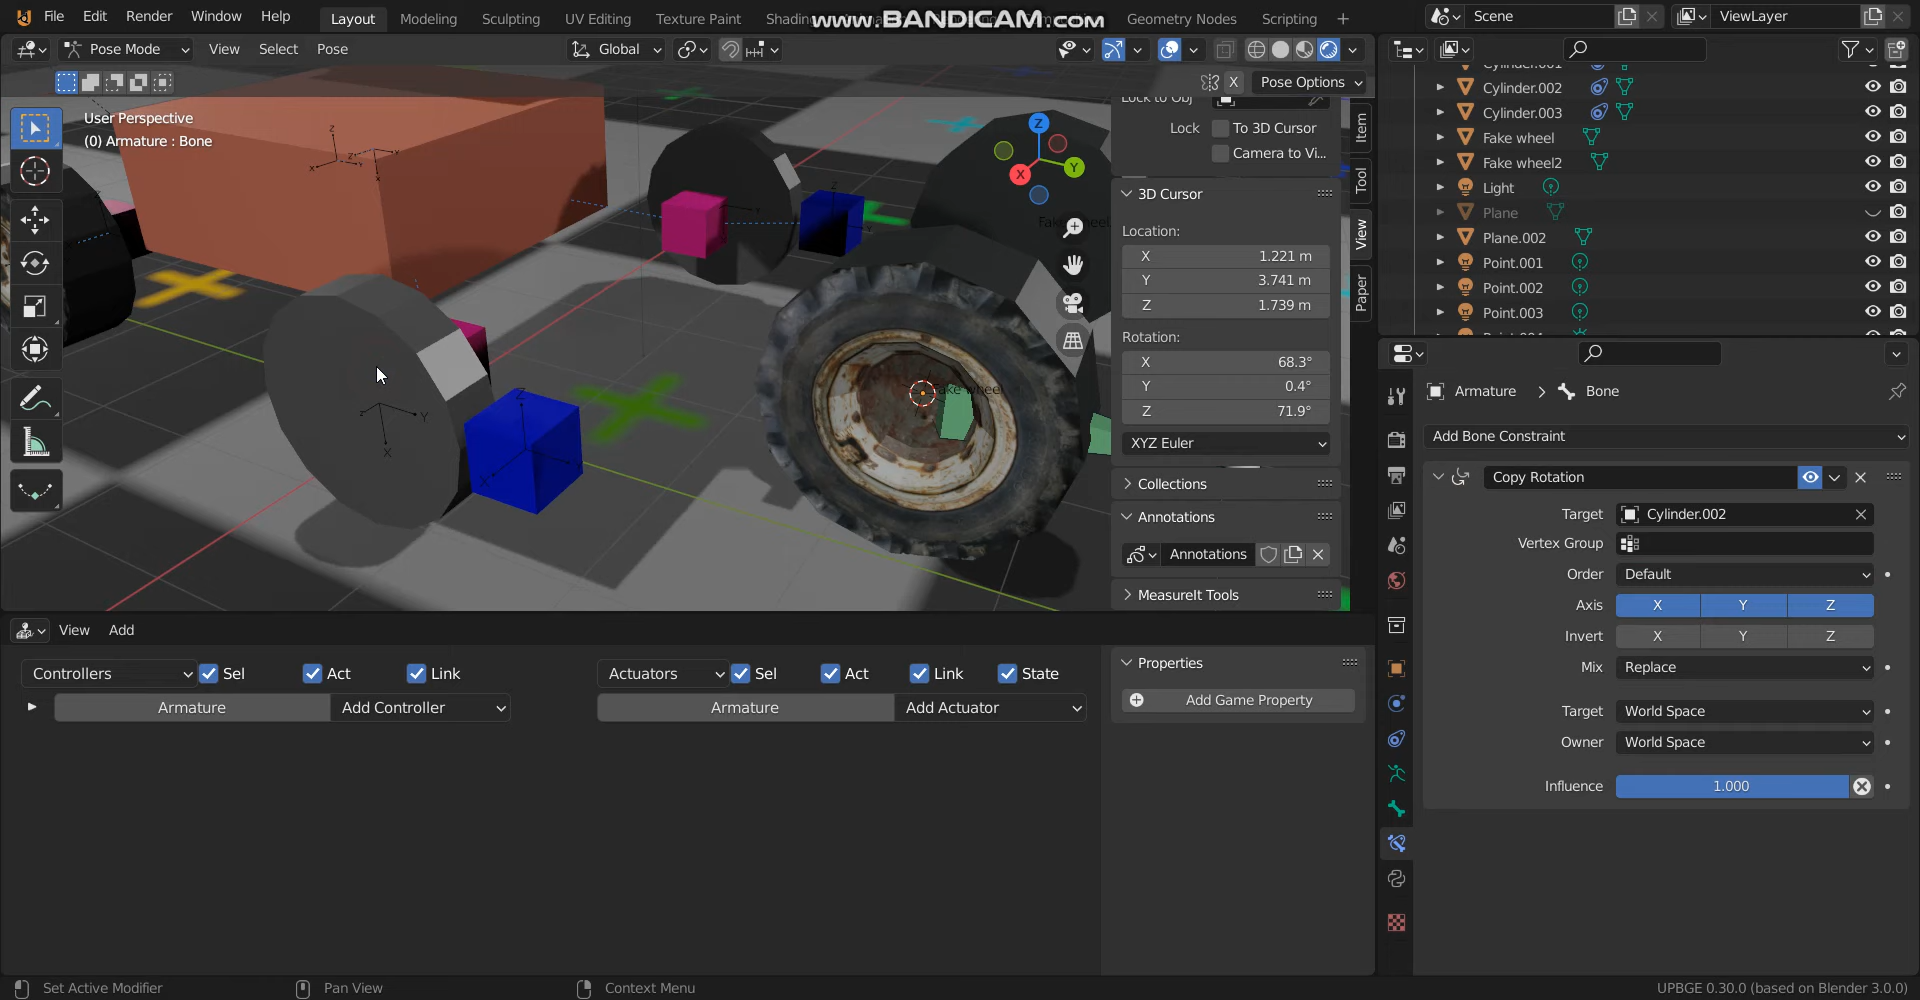 File Edit Render Window Help Layout Modeling Sculpting UV Editing Texture Paint Geometry Nodes Scripting Scene ViewLayer
www.BANDICAM.com
Pose Mode View Select Pose Global
X Pose Options
User Perspective
(0) Armature : Bone
Z
Y
X
Lock to Obj
Lock To 3D Cursor
Camera to Vi...
3D Cursor
Location:
X 1.221 m
Y 3.741 m
Z 1.739 m
Rotation:
X 68.3°
Y 0.4°
Z 71.9°
XYZ Euler
Collections
Annotations
Annotations
MeasureIt Tools
Item
Tool
View
Paper
Cylinder.001
Cylinder.002
Cylinder.003
Fake wheel
Fake wheel2
Light
Plane
Plane.002
Point.001
Point.002
Point.003
Armature > Bone
Add Bone Constraint
Copy Rotation
Target Cylinder.002
Vertex Group
Order Default
Axis X Y Z
Invert X Y Z
Mix Replace
Target World Space
Owner World Space
Influence 1.000
View Add
Controllers Sel Act Link Actuators Sel Act Link State
Armature Add Controller Armature Add Actuator
Properties
Add Game Property
Set Active Modifier Pan View Context Menu UPBGE 0.30.0 (based on Blender 3.0.0)